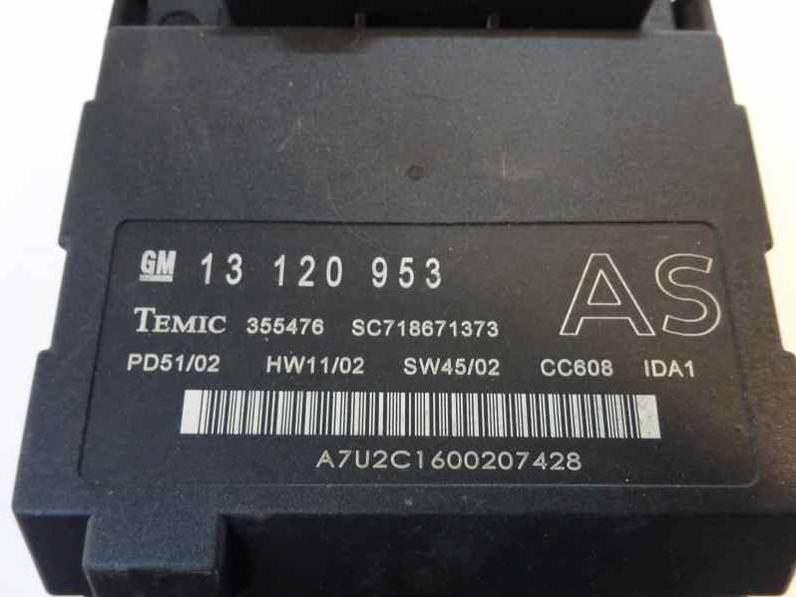 GM 13 120 953 AS
TEMIC 355476 SC718671373
PD51/02 HW11/02 SW45/02 CC608 IDA1
A7U2C1600207428